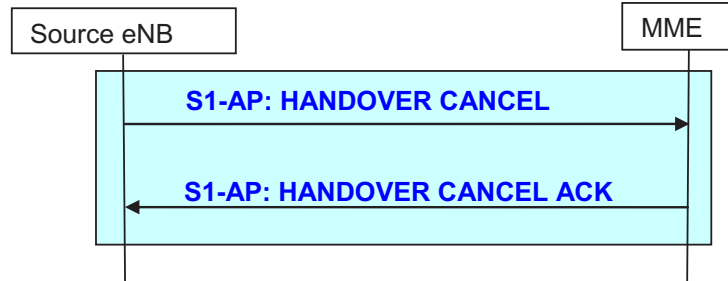 Source eNB
MME
S1-AP: HANDOVER CANCEL
S1-AP: HANDOVER CANCEL ACK